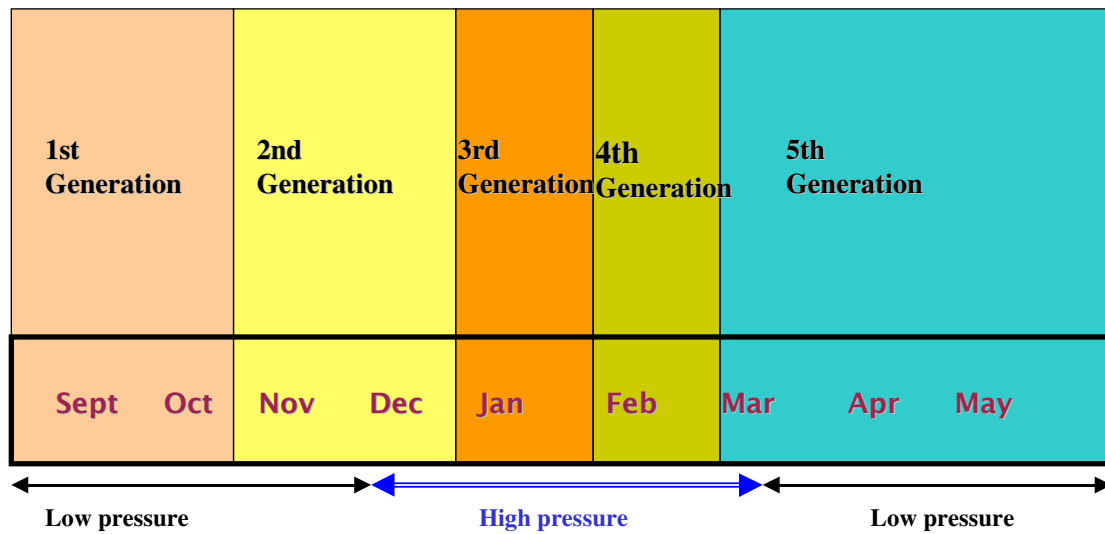 1st
Generation
2nd
Generation
3rd
Generation
4th
Generation
5th
Generation
Sept Oct Nov Dec Jan Feb Mar Apr May
Low pressure High pressure Low pressure